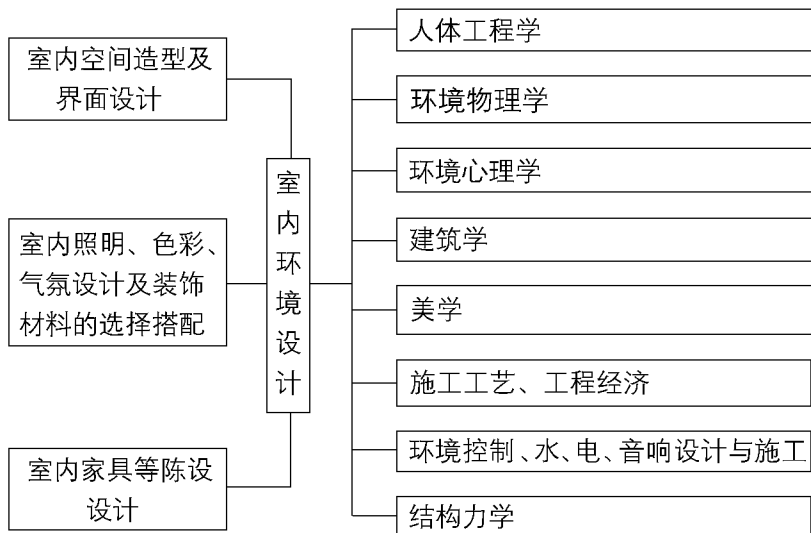 室内空间造型及
界面设计
室内照明、色彩、
气氛设计及装饰
材料的选择搭配
室内家具等陈设
设计
室内环境设计
人体工程学
环境物理学
环境心理学
建筑学
美学
施工工艺、工程经济
环境控制、水、电、音响设计与施工
结构力学